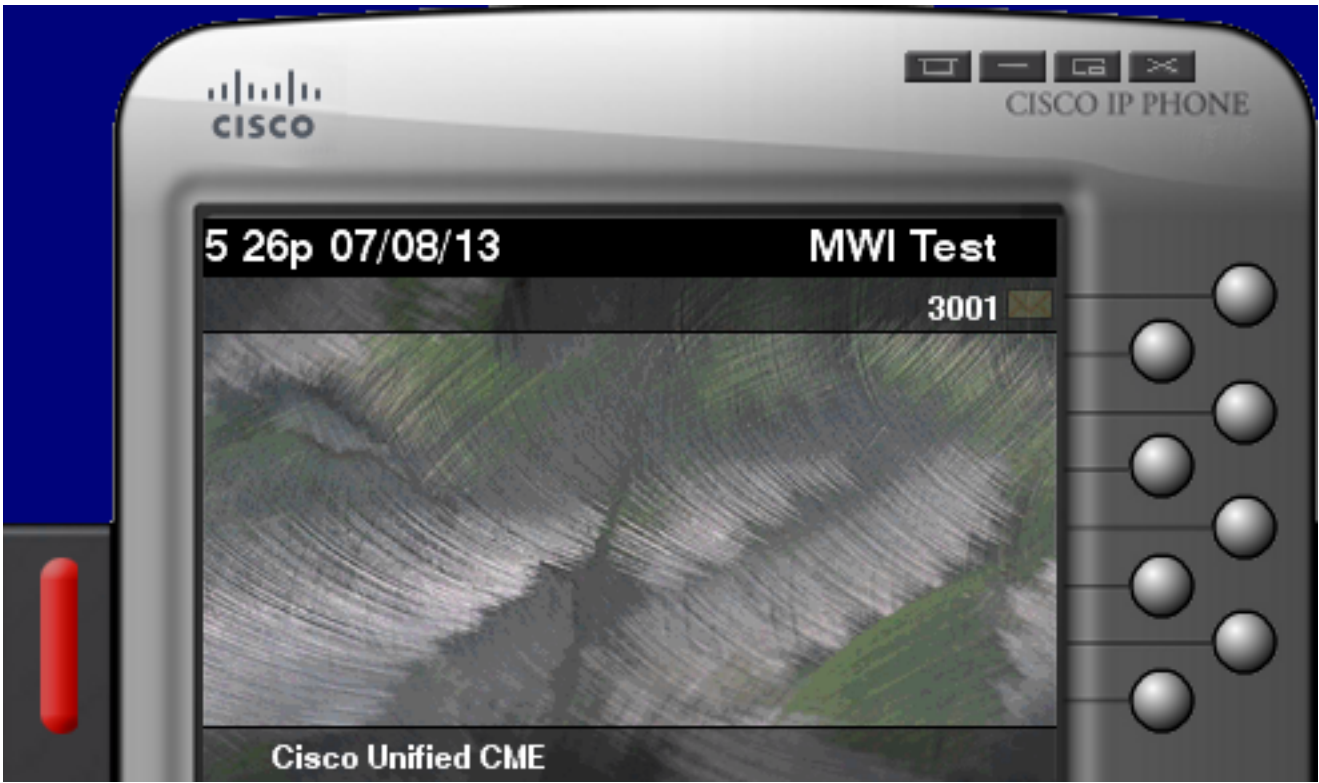 CISCO
CISCO IP PHONE
5 26p 07/08/13 MWI Test
3001
Cisco Unified CME